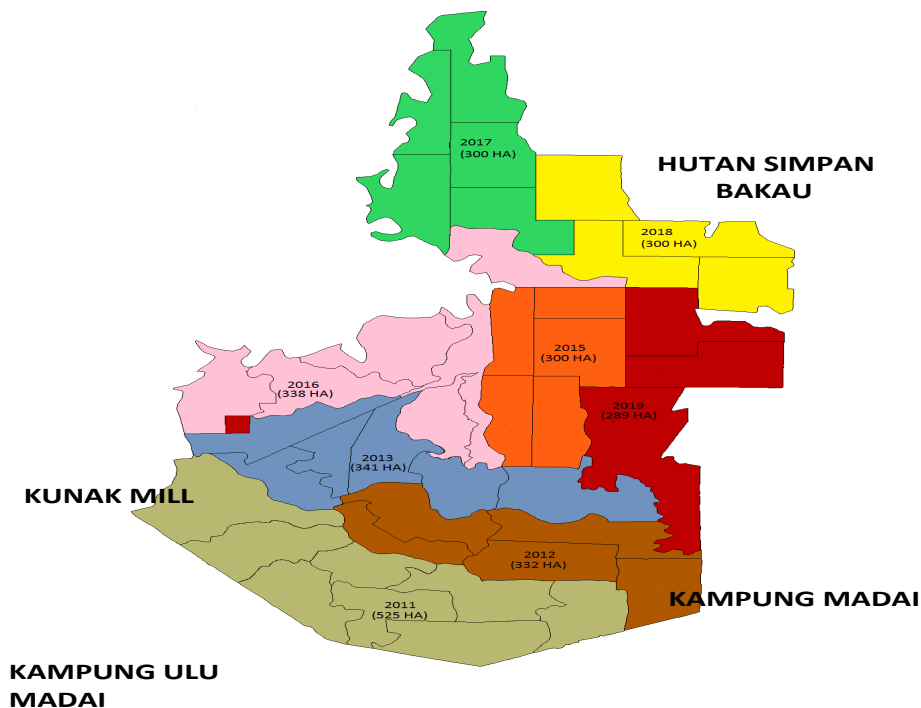 2017
(300 HA)
HUTAN SIMPAN
BAKAU
2018
(300 HA)
2015
(300 HA)
2016
(338 HA)
2019
(289 HA)
2013
(341 HA)
KUNAK MILL
2012
(332 HA)
KAMPUNG MADAI
2011
(525 HA)
KAMPUNG ULU
MADAI